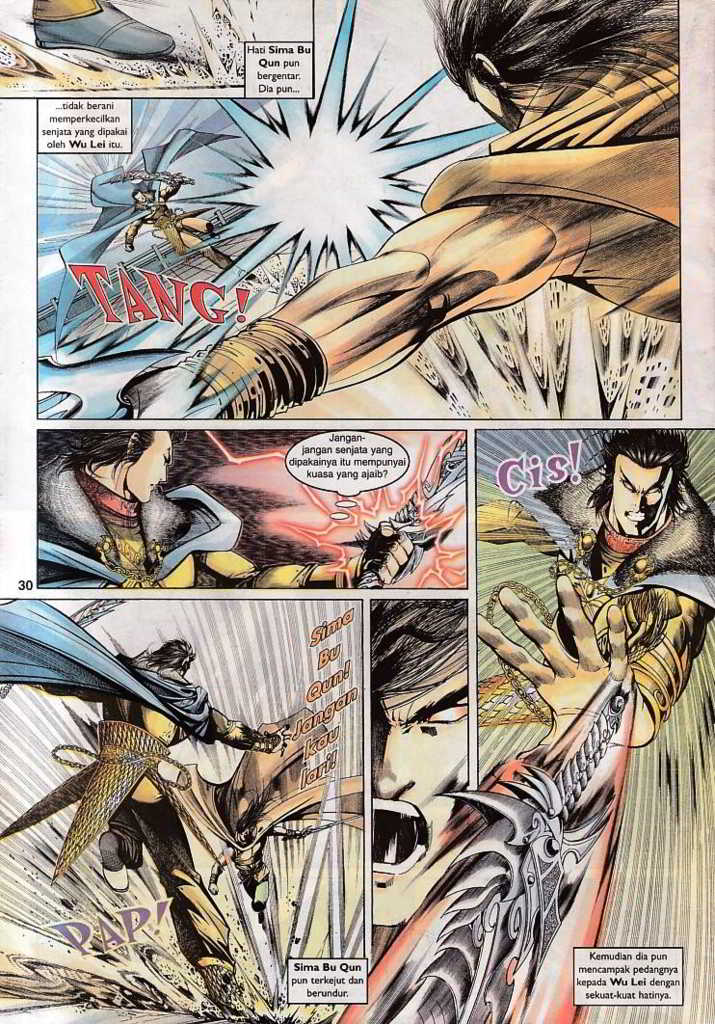 Hati Sima Bu
Qun pun
bergentar.
Dia pun...
...tidak berani
memperkecilkan
senjata yang dipakai
oleh Wu Lei itu.
TANG!
Jangan-
jangan senjata yang
dipakainya itu mempunyai
kuasa yang ajaib?
Cis!
30
Sima
Bu
Qun!
Jangan
kau
lari!
PAP!
Sima Bu Qun
pun terkejut dan
berundur.
Kemudian dia pun
mencampak pedangnya
kepada Wu Lei dengan
sekuat-kuat hatinya.